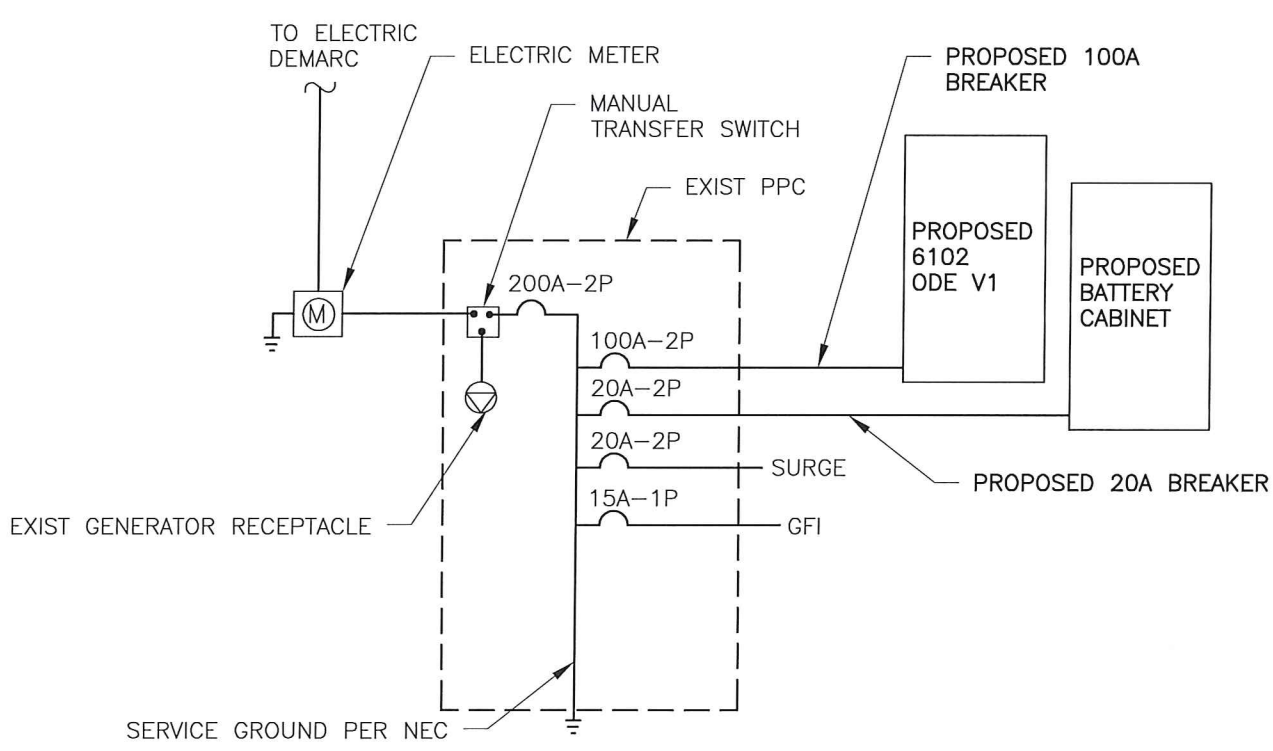 TO ELECTRIC
DEMARC
ELECTRIC METER
MANUAL
TRANSFER SWITCH
EXIST PPC
PROPOSED 100A
BREAKER
PROPOSED
6102
ODE V1
PROPOSED
BATTERY
CABINET
M
200A-2P
100A-2P
20A-2P
20A-2P
SURGE
15A-1P
GFI
PROPOSED 20A BREAKER
EXIST GENERATOR RECEPTACLE
SERVICE GROUND PER NEC